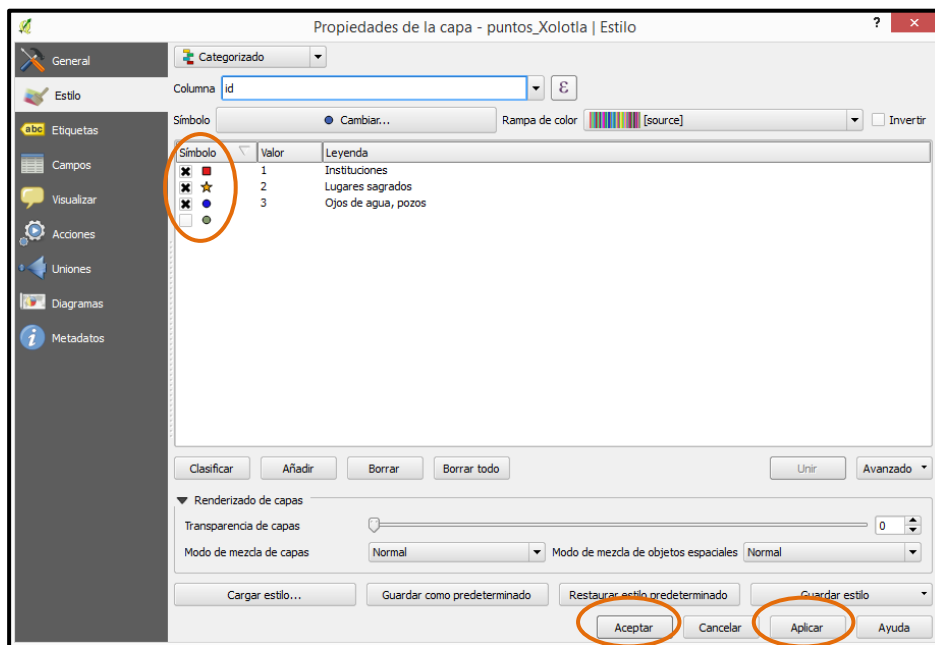 Propiedades de la capa - puntos_Xolotla | Estilo ? ×
General
Estilo
abc Etiquetas
Campos
Visualizar
Acciones
Uniones
Diagramas
i Metadatos
Categorizado
Columna id ε
Símbolo Cambiar... Rampa de color [source] Invertir
Símbolo Valor Leyenda
1 Instituciones
2 Lugares sagrados
3 Ojos de agua, pozos
Clasificar Añadir Borrar Borrar todo Unir Avanzado
Renderizado de capas
Transparencia de capas 0
Modo de mezcla de capas Normal Modo de mezcla de objetos espaciales Normal
Cargar estilo... Guardar como predeterminado Restaurar estilo predeterminado Guardar estilo
Aceptar Cancelar Aplicar Ayuda